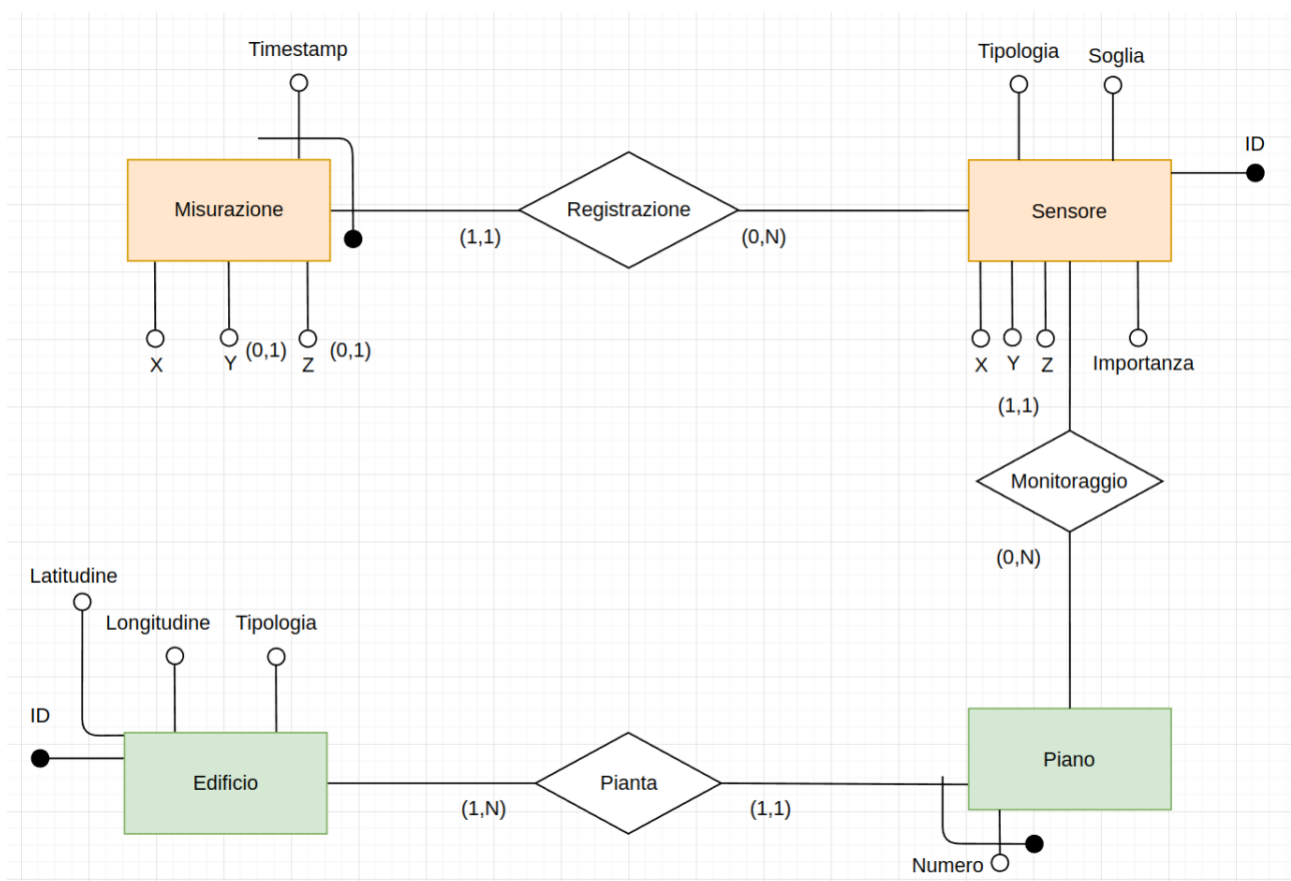 Timestamp
Tipologia
Soglia
ID
Misurazione
Registrazione
Sensore
(1,1)
(0,N)
X
Y
(0,1)
Z
(0,1)
X
Y
Z
Importanza
(1,1)
Monitoraggio
(0,N)
Latitudine
Longitudine
Tipologia
ID
Edificio
Pianta
Piano
(1,N)
(1,1)
Numero